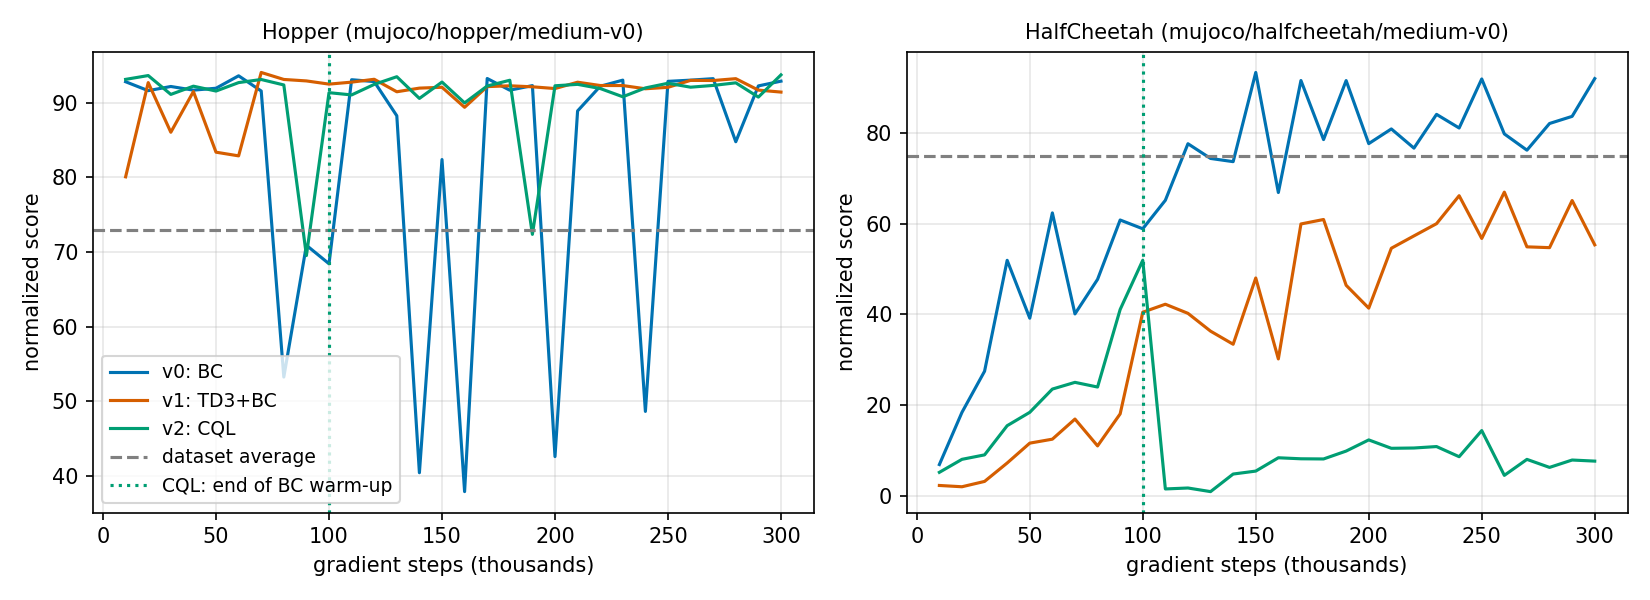 Hopper (mujoco/hopper/medium-v0)
normalized score
90
80
70
60
50
40
v0: BC
v1: TD3+BC
v2: CQL
dataset average
CQL: end of BC warm-up
0
50
100
150
200
250
300
gradient steps (thousands)
HalfCheetah (mujoco/halfcheetah/medium-v0)
normalized score
80
60
40
20
0
0
50
100
150
200
250
300
gradient steps (thousands)